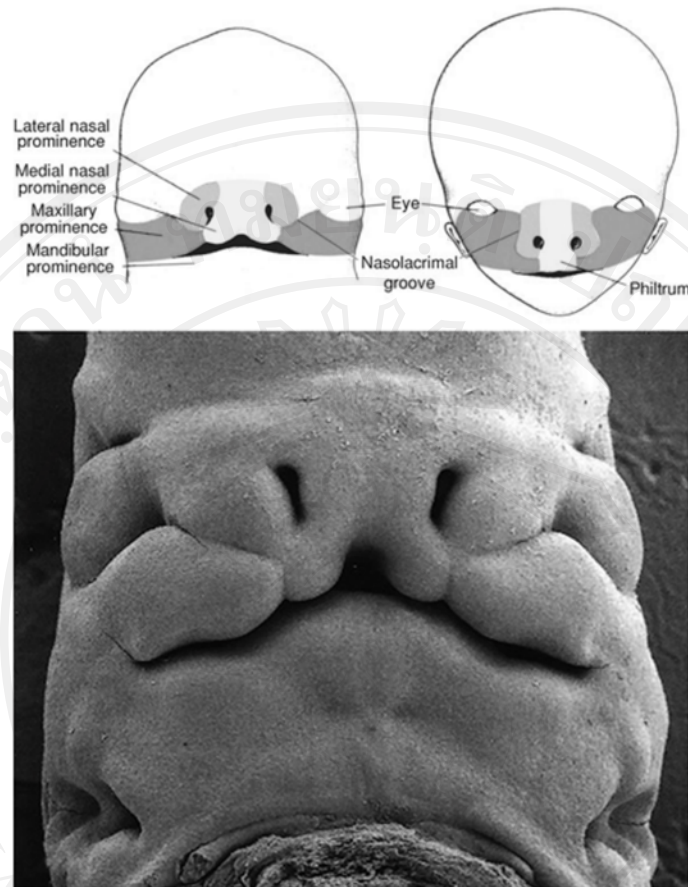 Lateral nasal
prominence
Medial nasal
prominence
Maxillary
prominence
Mandibular
prominence
Eye
Nasolacrimal
groove
Philtrum